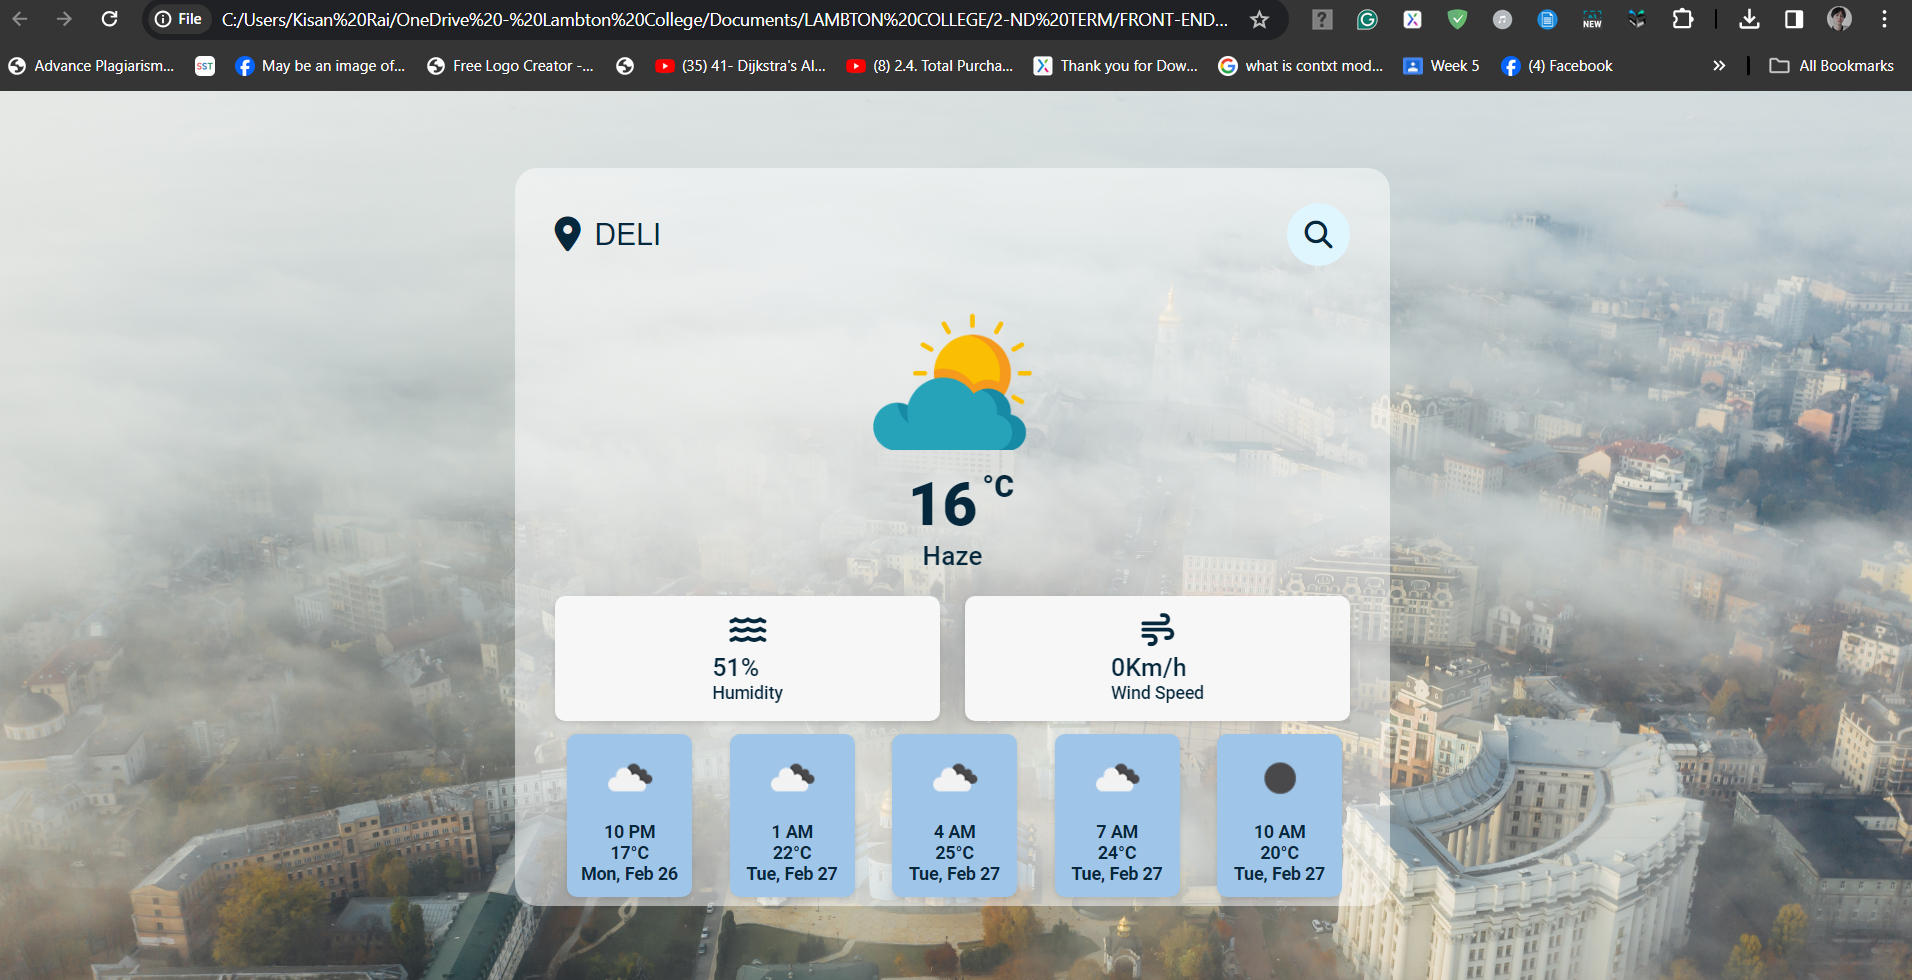 File
C:/Users/Kisan%20Rai/OneDrive%20-%20Lambton%20College/Documents/LAMBTON%20COLLEGE/2-ND%20TERM/FRONT-END...
NEW
Advance Plagiarism...
SST
May be an image of...
Free Logo Creator -...
(35) 41- Dijkstra's Al...
(8) 2.4. Total Purcha...
Thank you for Dow...
what is contxt mod...
Week 5
(4) Facebook
»
All Bookmarks
DELI
16 °C
Haze
51%
Humidity
0Km/h
Wind Speed
10 PM
17°C
Mon, Feb 26
1 AM
22°C
Tue, Feb 27
4 AM
25°C
Tue, Feb 27
7 AM
24°C
Tue, Feb 27
10 AM
20°C
Tue, Feb 27